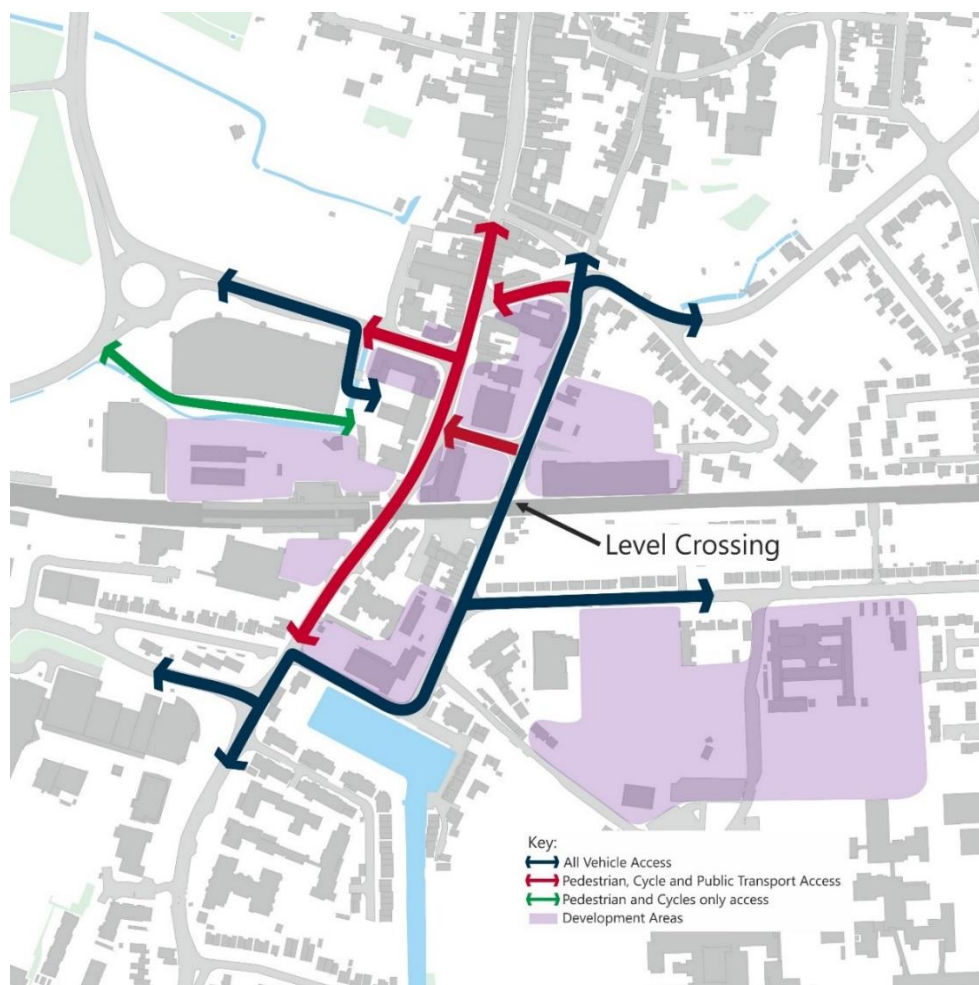 Level Crossing
Key:
All Vehicle Access
Pedestrian, Cycle and Public Transport Access
Pedestrian and Cycles only access
Development Areas